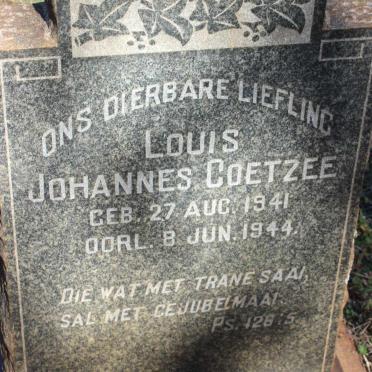 ONS DIERBARE LIEFLING
LOUIS
JOHANNES COETZEE
GEB. 27 AUG. 1941
OORL. 8 JUN. 1944.
DIE WAT MET TRANE SAAI,
SAL MET GEJUBEL MAAI.
PS. 126:5.